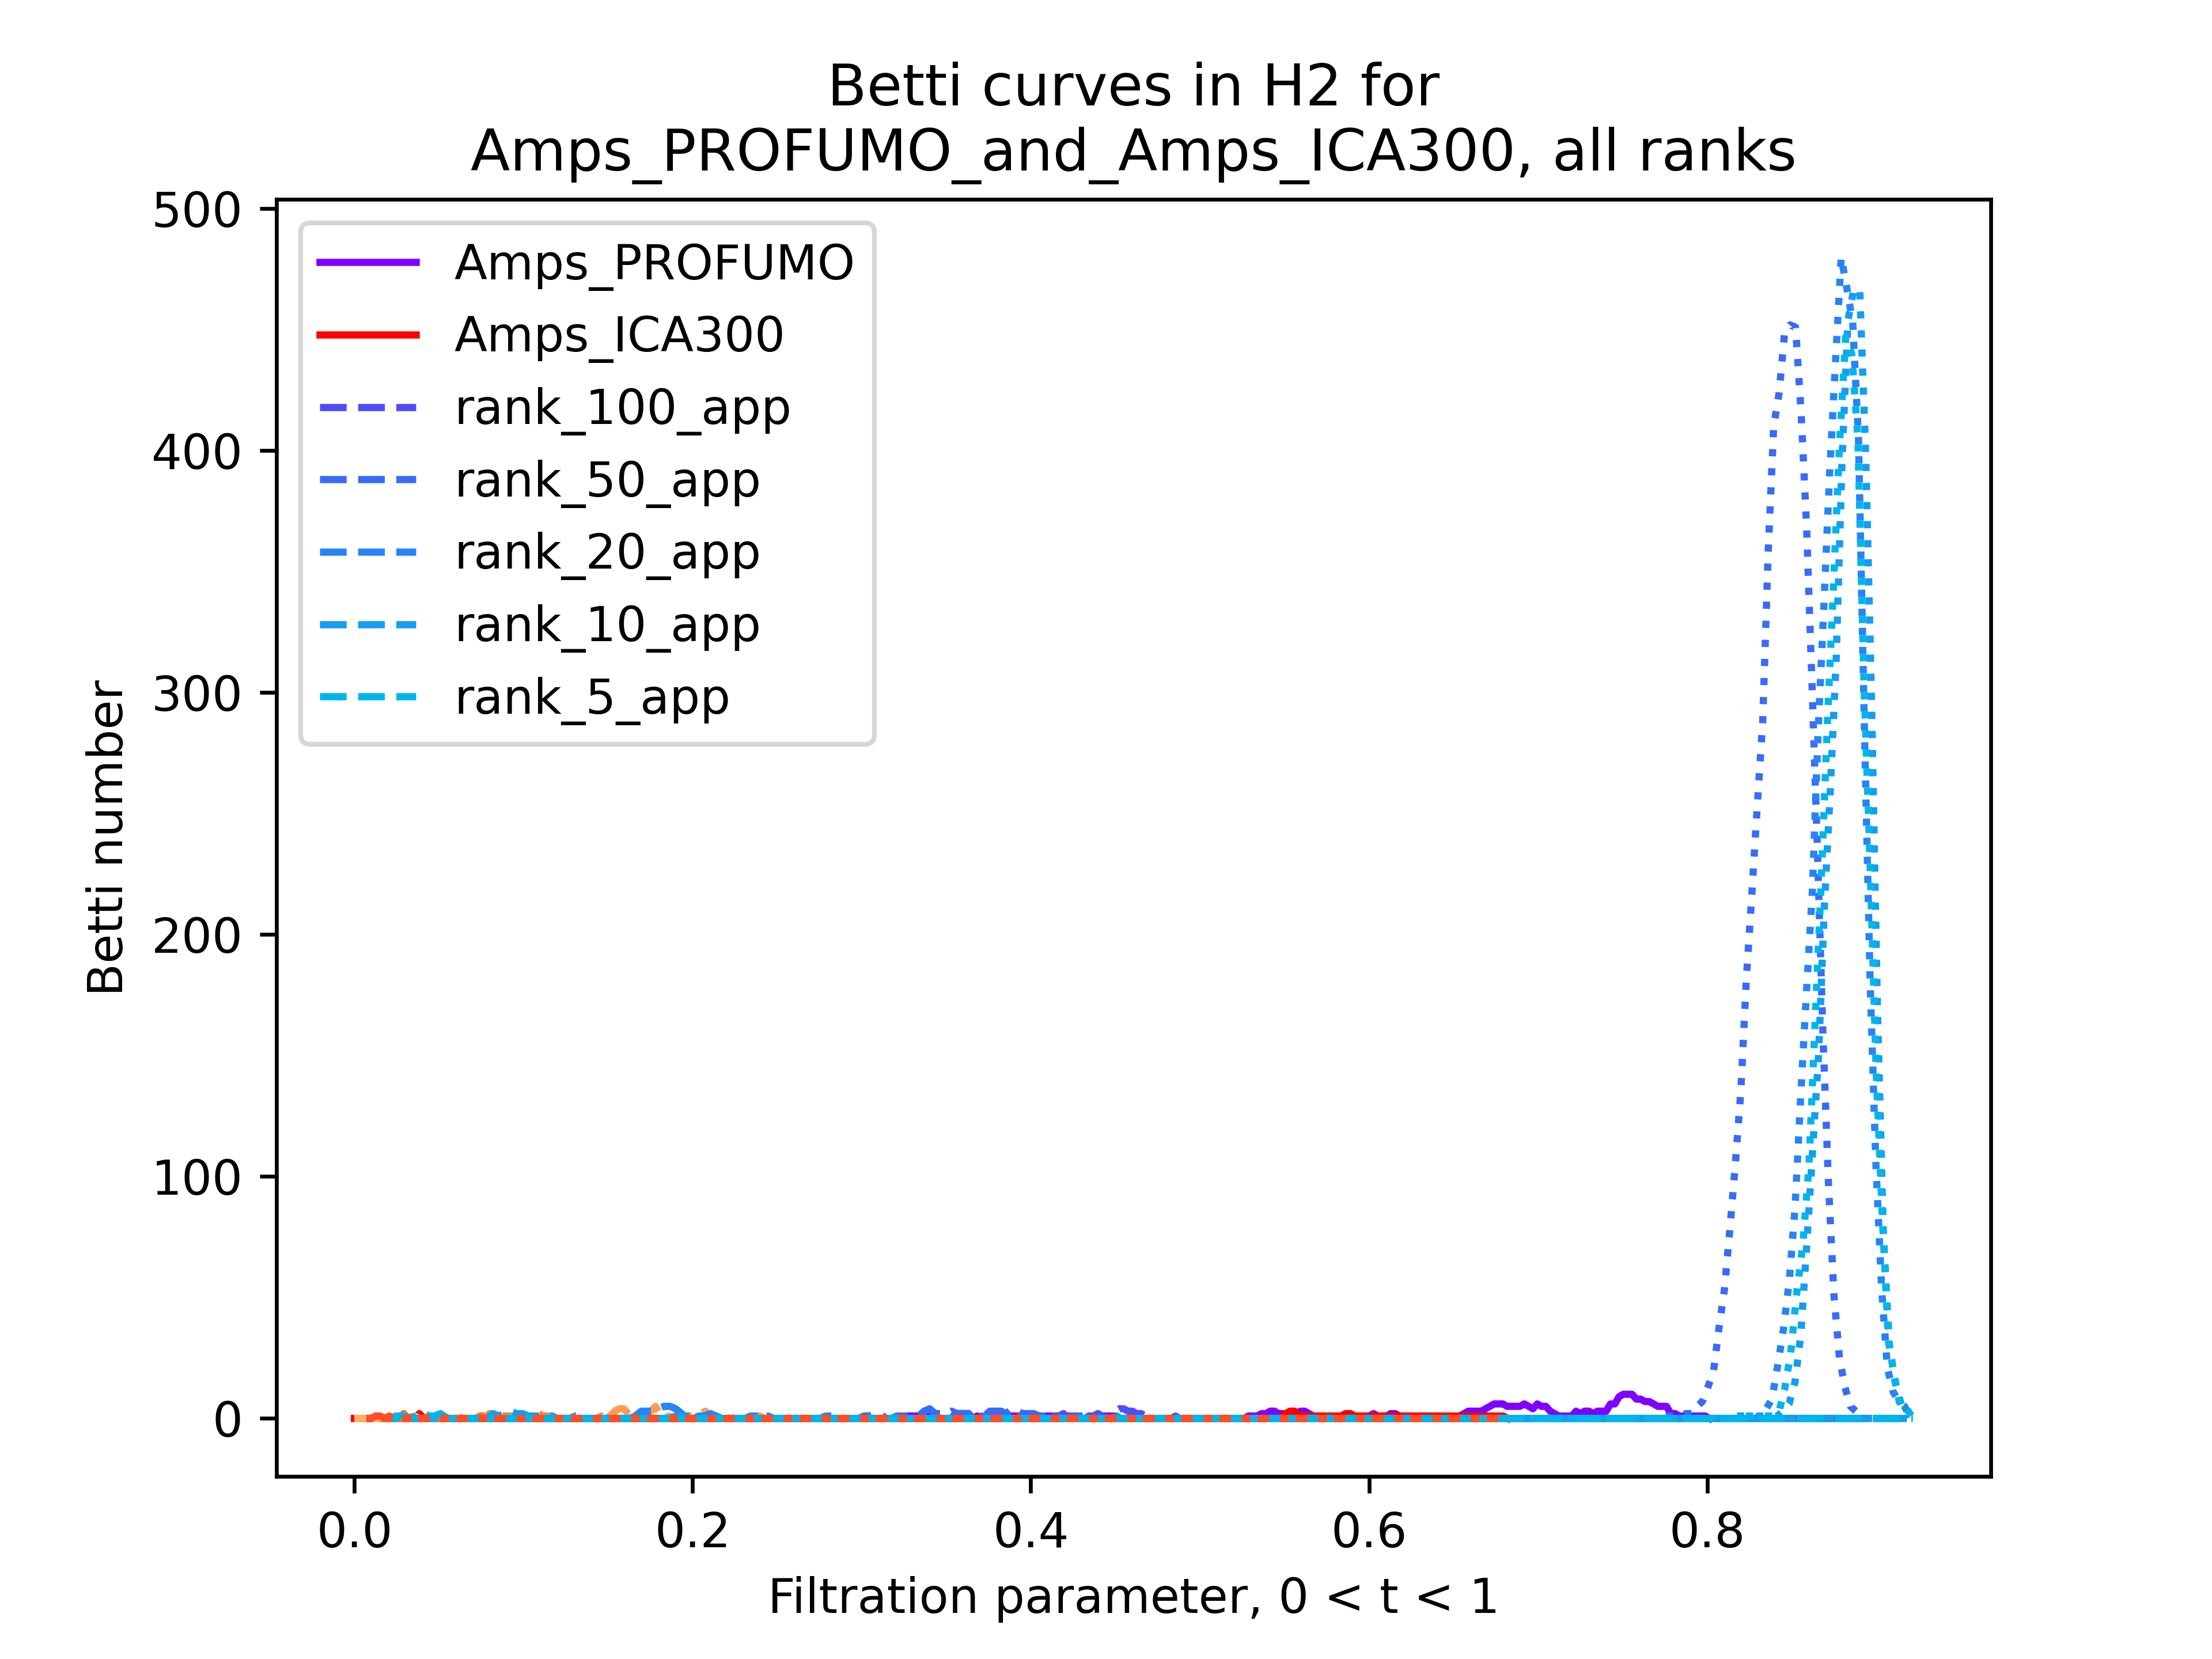 Betti curves in H2 for
Amps_PROFUMO_and_Amps_ICA300, all ranks
500
400
300
200
100
0
Betti number
Amps_PROFUMO
Amps_ICA300
rank_100_app
rank_50_app
rank_20_app
rank_10_app
rank_5_app
0.0 0.2 0.4 0.6 0.8
Filtration parameter, 0 < t < 1